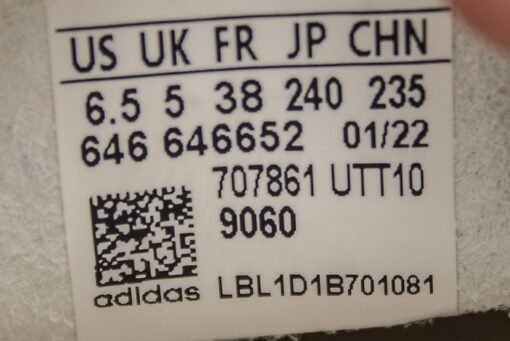 US UK FR JP CHN
6.5 5 38 240 235
646 646652 01/22
707861 UTT10
9060
adidas LBL1D1B701081